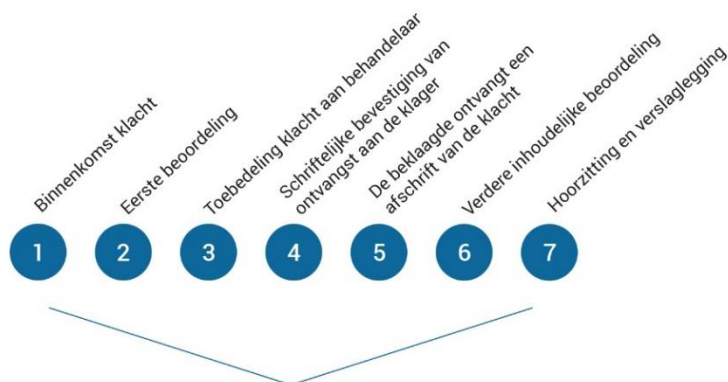 Binnenkomst klacht
Eerste beoordeling
Toebedeling klacht aan behandelaar
Schriftelijke bevestiging van
ontvangst aan de klager
De beklaagde ontvangt een
afschrift van de klacht
Verdere inhoudelijke beoordeling
Hoorzitting en verslaglegging
1
2
3
4
5
6
7